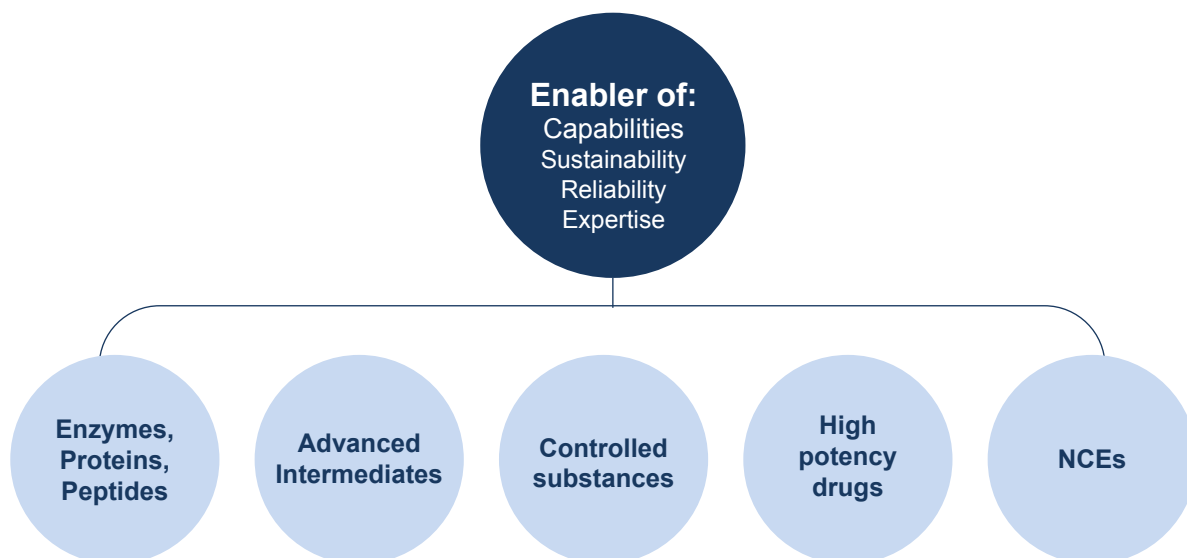 Enabler of:
Capabilities
Sustainability
Reliability
Expertise
Enzymes,
Proteins,
Peptides
Advanced
Intermediates
Controlled
substances
High
potency
drugs
NCEs